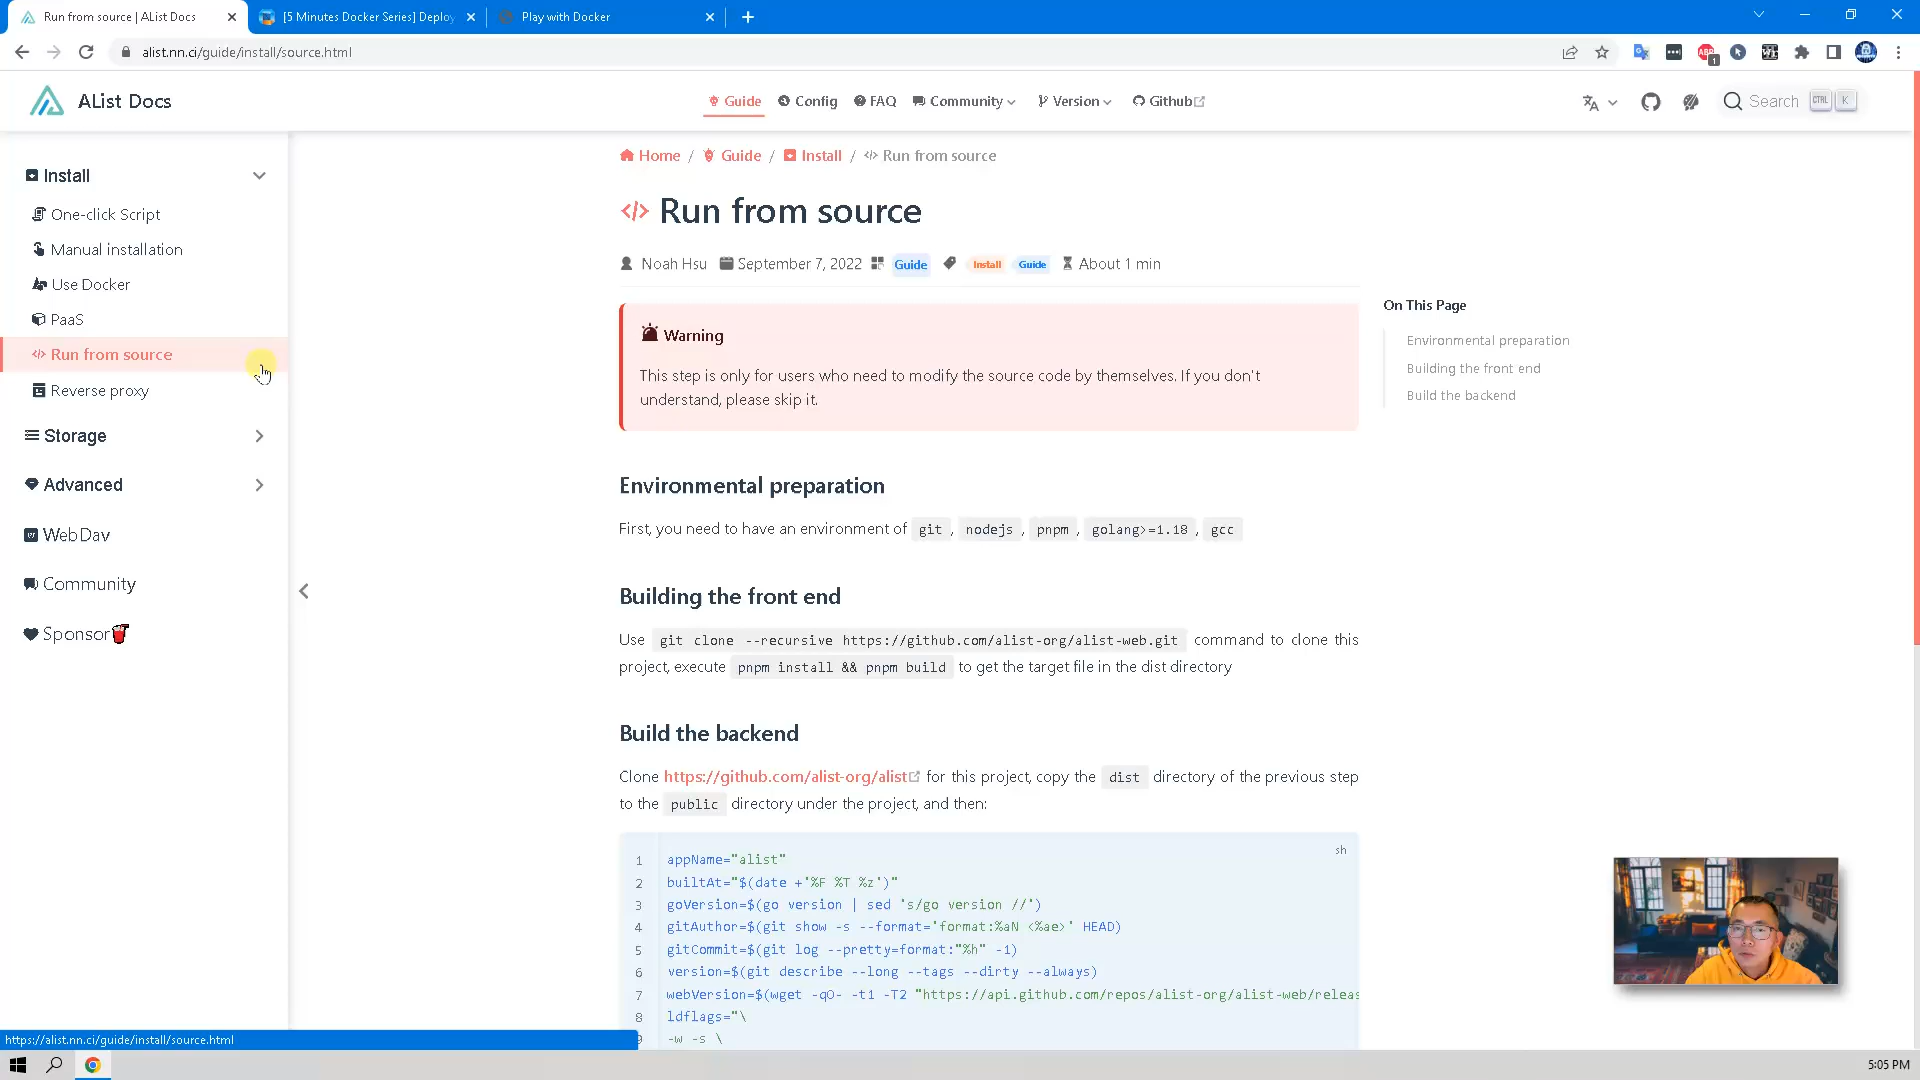 Run from source | AList Docs
[5 Minutes Docker Series] Deploy
Play with Docker
alist.nn.ci/guide/install/source.html
AList Docs
Guide
Config
FAQ
Community
Version
Github
Search CTRL K
Install
One-click Script
Manual installation
Use Docker
PaaS
Run from source
Reverse proxy
Storage
Advanced
WebDav
Community
Sponsor
Home / Guide / Install / Run from source
Run from source
Noah Hsu September 7, 2022 Guide Install Guide About 1 min
Warning
This step is only for users who need to modify the source code by themselves. If you don't
understand, please skip it.
Environmental preparation
First, you need to have an environment of git , nodejs , pnpm , golang>=1.18 , gcc
Building the front end
Use git clone --recursive https://github.com/alist-org/alist-web.git command to clone this
project, execute pnpm install && pnpm build to get the target file in the dist directory
Build the backend
Clone https://github.com/alist-org/alist for this project, copy the dist directory of the previous step
to the public directory under the project, and then:
sh
1 appName="alist"
2 builtAt="$(date +'%F %T %z')"
3 goVersion=$(go version | sed 's/go version //')
4 gitAuthor=$(git show -s --format='format:%aN <%ae>' HEAD)
5 gitCommit=$(git log --pretty=format:"%h" -1)
6 version=$(git describe --long --tags --dirty --always)
7 webVersion=$(wget -qO- -t1 -T2 "https://api.github.com/repos/alist-org/alist-web/releas
8 ldflags="\
9 -w -s \
On This Page
Environmental preparation
Building the front end
Build the backend
https://alist.nn.ci/guide/install/source.html
5:05 PM